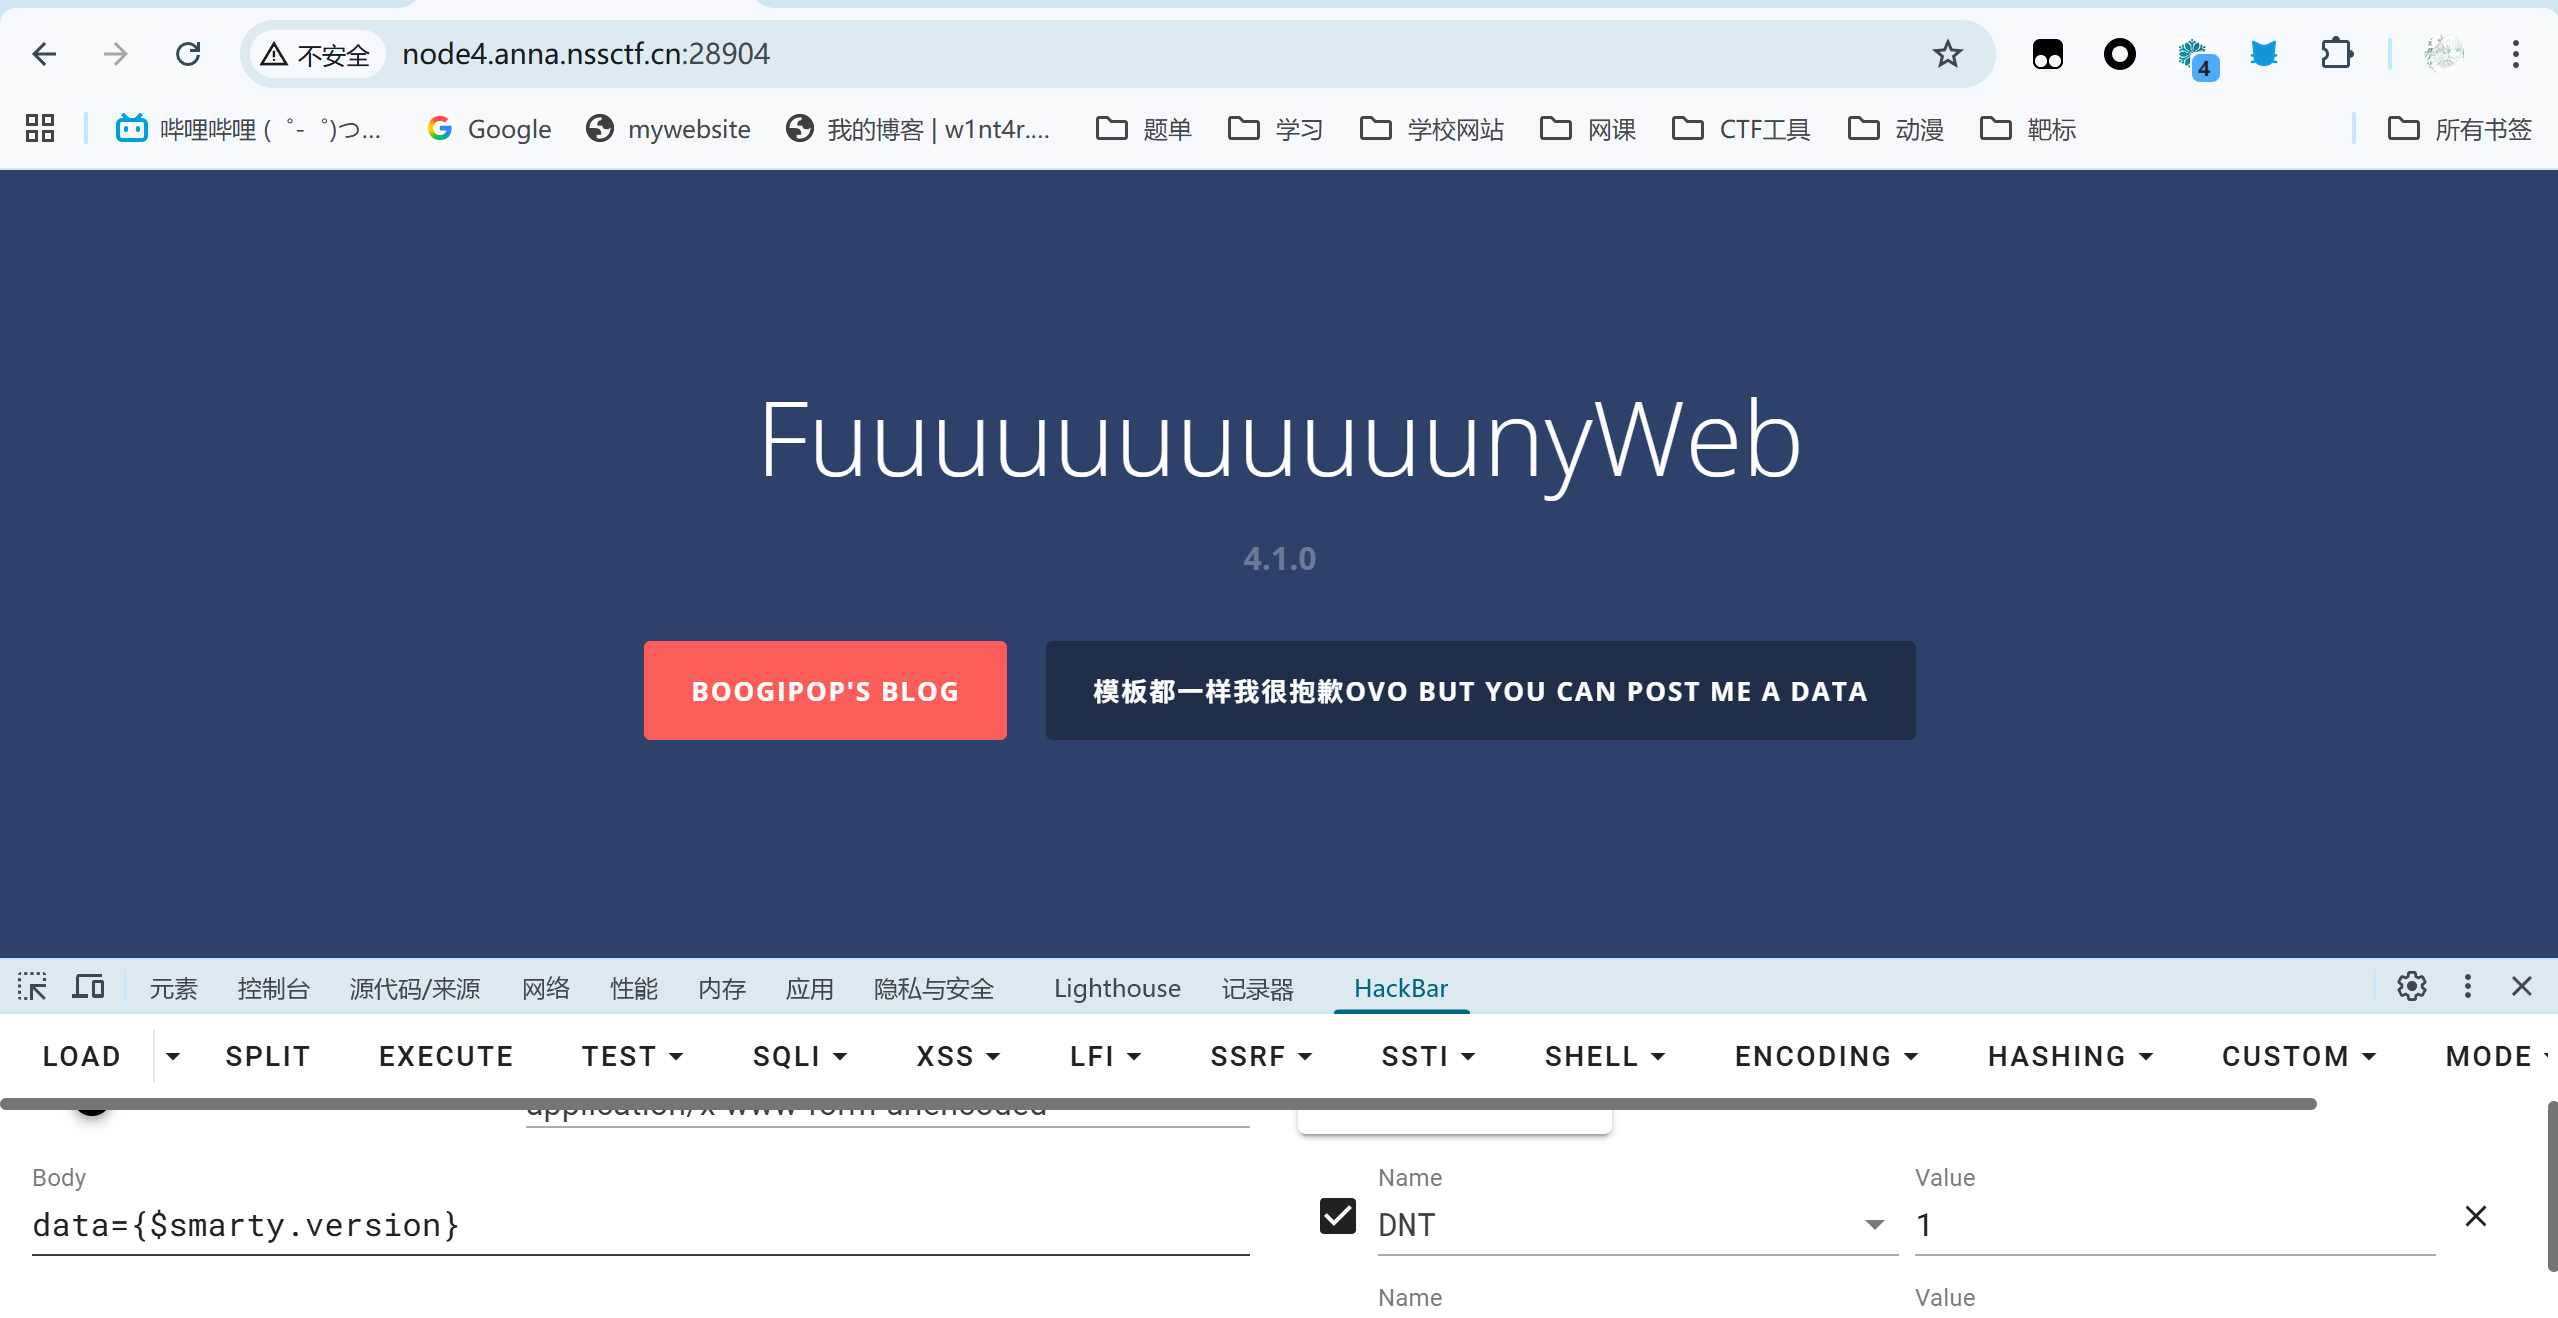 不安全 node4.anna.nssctf.cn:28904
4
哔哩哔哩 (゜-゜)つ... Google mywebsite 我的博客 | w1nt4r.... 题单 学习 学校网站 网课 CTF工具 动漫 靶标 所有书签
FuuuuuuuuuuunyWeb
4.1.0
BOOGIPOP'S BLOG 模板都一样我很抱歉OVO BUT YOU CAN POST ME A DATA
元素 控制台 源代码/来源 网络 性能 内存 应用 隐私与安全 Lighthouse 记录器 HackBar
LOAD SPLIT EXECUTE TEST SQLI XSS LFI SSRF SSTI SHELL ENCODING HASHING CUSTOM MODE
application/x-www-form-urlencoded
Body Name Value
data={$smarty.version} DNT 1
Name Value